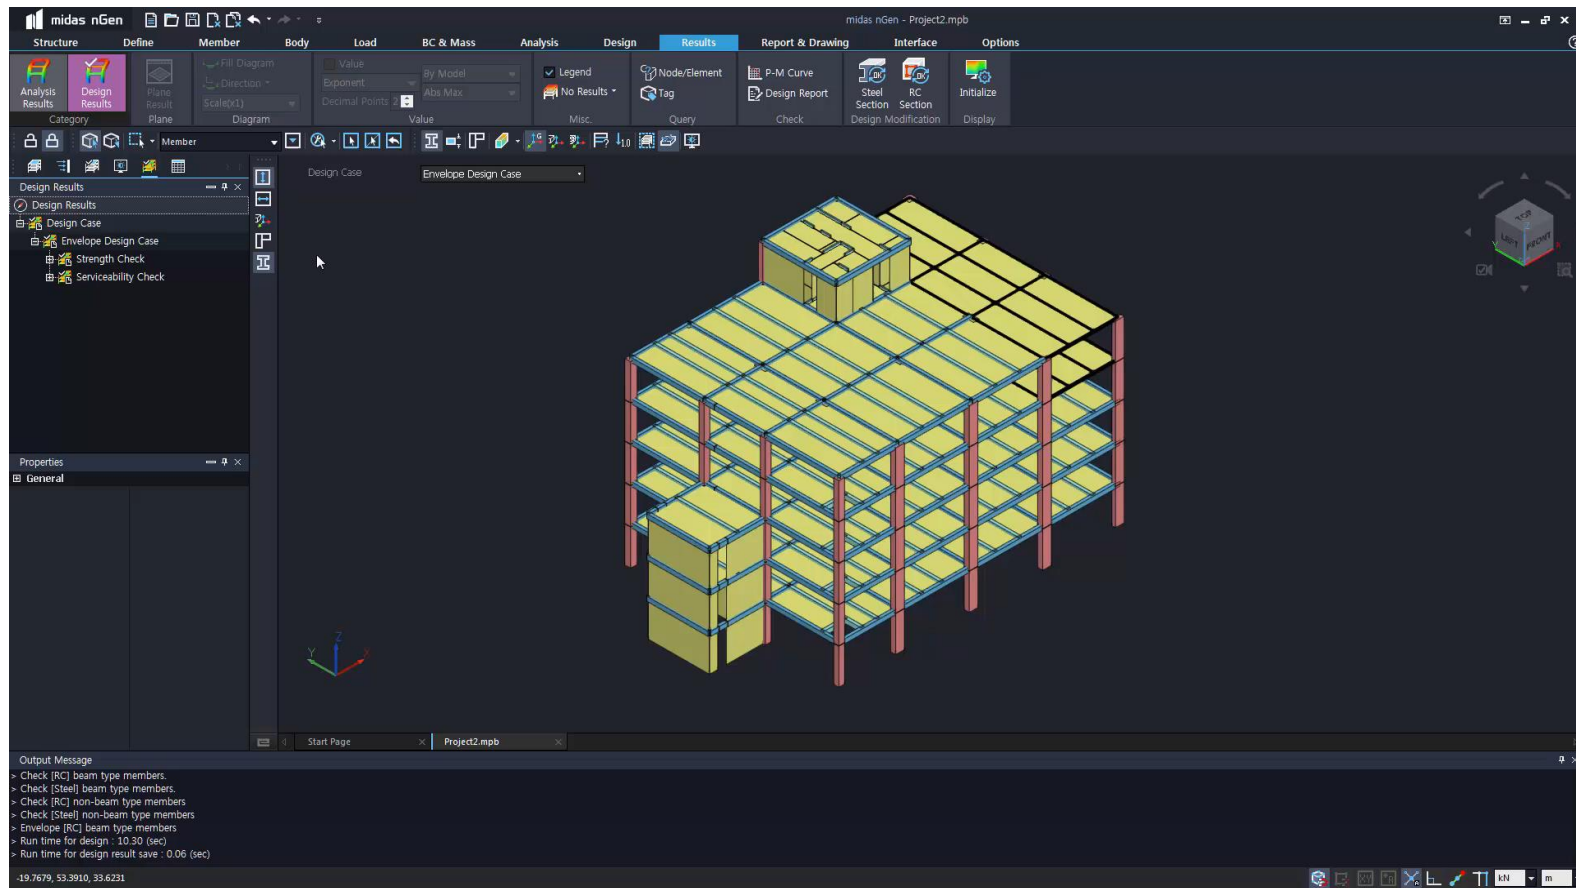 midas nGen
midas nGen - Project2.mpb
Structure Define Member Body Load BC & Mass Analysis Design Results Report & Drawing Interface Options
Analysis Results
Design Results
Category
Plane Result
Plane
Fill Diagram
Direction
Scale(x1)
Diagram
Value
Exponent
Decimal Points 2
By Model
Abs Max
Value
Legend
No Results
Misc.
Node/Element
Tag
Query
P-M Curve
Design Report
Check
Steel Section
RC Section
Design Modification
Initialize
Display
Member
Design Results
Design Results
Design Case
Envelope Design Case
Strength Check
Serviceability Check
Design Case
Envelope Design Case
TOP
LEFT
FRONT
Properties
General
Z
Y
X
Start Page
Project2.mpb
Output Message
> Check [RC] beam type members.
> Check [Steel] beam type members.
> Check [RC] non-beam type members
> Check [Steel] non-beam type members
> Envelope [RC] beam type members
> Run time for design : 10.30 (sec)
> Run time for design result save : 0.06 (sec)
-19.7679, 53.3910, 33.6231
kN
m